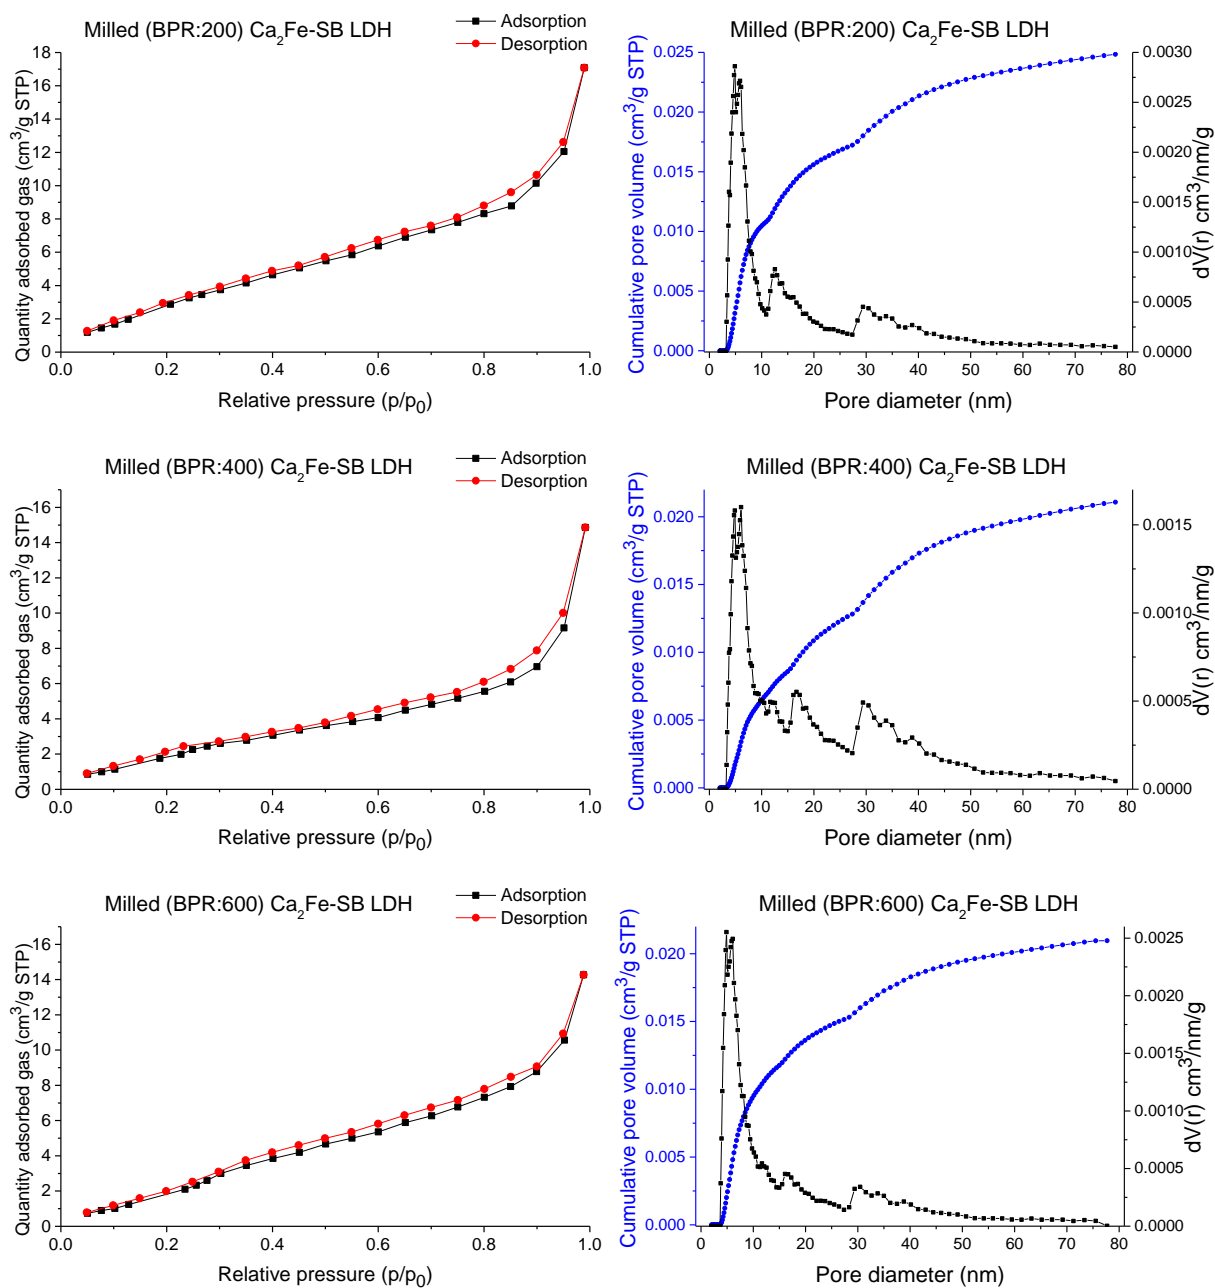 Milled (BPR:200) Ca₂Fe-SB LDH
Adsorption
Desorption
Quantity adsorbed gas (cm³/g STP)
18
16
14
12
10
8
6
4
2
0
0.0 0.2 0.4 0.6 0.8 1.0
Relative pressure (p/p₀)
Milled (BPR:200) Ca₂Fe-SB LDH
Cumulative pore volume (cm³/g STP)
0.025
0.020
0.015
0.010
0.005
0.000
0 10 20 30 40 50 60 70 80
Pore diameter (nm)
0.0030
0.0025
0.0020
0.0015
0.0010
0.0005
0.0000
dV(r) cm³/nm/g
Milled (BPR:400) Ca₂Fe-SB LDH
Adsorption
Desorption
Quantity adsorbed gas (cm³/g STP)
16
14
12
10
8
6
4
2
0
0.0 0.2 0.4 0.6 0.8 1.0
Relative pressure (p/p₀)
Milled (BPR:400) Ca₂Fe-SB LDH
Cumulative pore volume (cm³/g STP)
0.020
0.015
0.010
0.005
0.000
0 10 20 30 40 50 60 70 80
Pore diameter (nm)
0.0015
0.0010
0.0005
0.0000
dV(r) cm³/nm/g
Milled (BPR:600) Ca₂Fe-SB LDH
Adsorption
Desorption
Quantity adsorbed gas (cm³/g STP)
16
14
12
10
8
6
4
2
0
0.0 0.2 0.4 0.6 0.8 1.0
Relative pressure (p/p₀)
Milled (BPR:600) Ca₂Fe-SB LDH
Cumulative pore volume (cm³/g STP)
0.020
0.015
0.010
0.005
0.000
0 10 20 30 40 50 60 70 80
Pore diameter (nm)
0.0025
0.0020
0.0015
0.0010
0.0005
0.0000
dV(r) cm³/nm/g